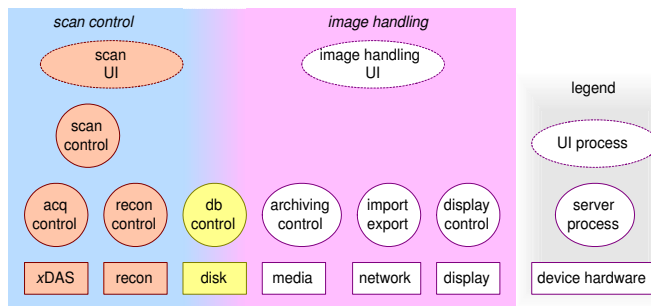 scan control
image handling
scan
UI
image handling
UI
legend
scan
control
UI process
acq
control
recon
control
db
control
archiving
control
import
export
display
control
server
process
xDAS
recon
disk
media
network
display
device hardware